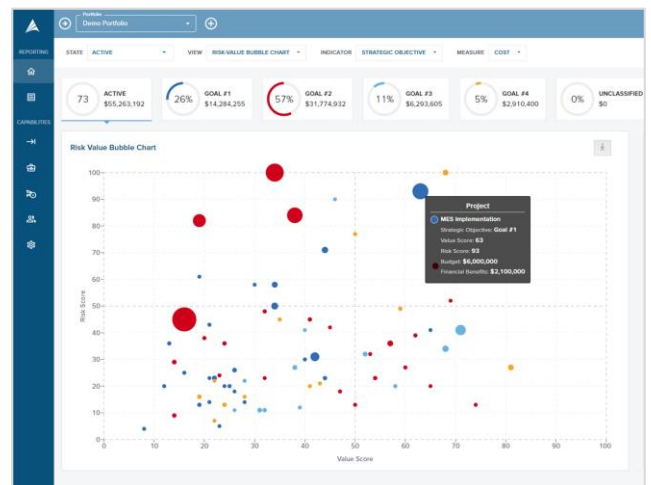 Portfolio
Demo Portfolio
REPORTING
STATE ACTIVE VIEW RISK-VALUE BUBBLE CHART INDICATOR STRATEGIC OBJECTIVE MEASURE COST
73 ACTIVE $55,263,192
26% GOAL #1 $14,284,255
57% GOAL #2 $31,774,932
11% GOAL #3 $6,293,605
5% GOAL #4 $2,910,400
0% UNCLASSIFIED $0
CAPABILITIES
Risk Value Bubble Chart
100
90
80
70
60
50
40
30
20
10
0
Risk Score
Project
MES Implementation
Strategic Objective: Goal #1
Value Score: 63
Risk Score: 93
Budget: $6,000,000
Financial Benefits: $2,100,000
0 10 20 30 40 50 60 70 80 90 100
Value Score